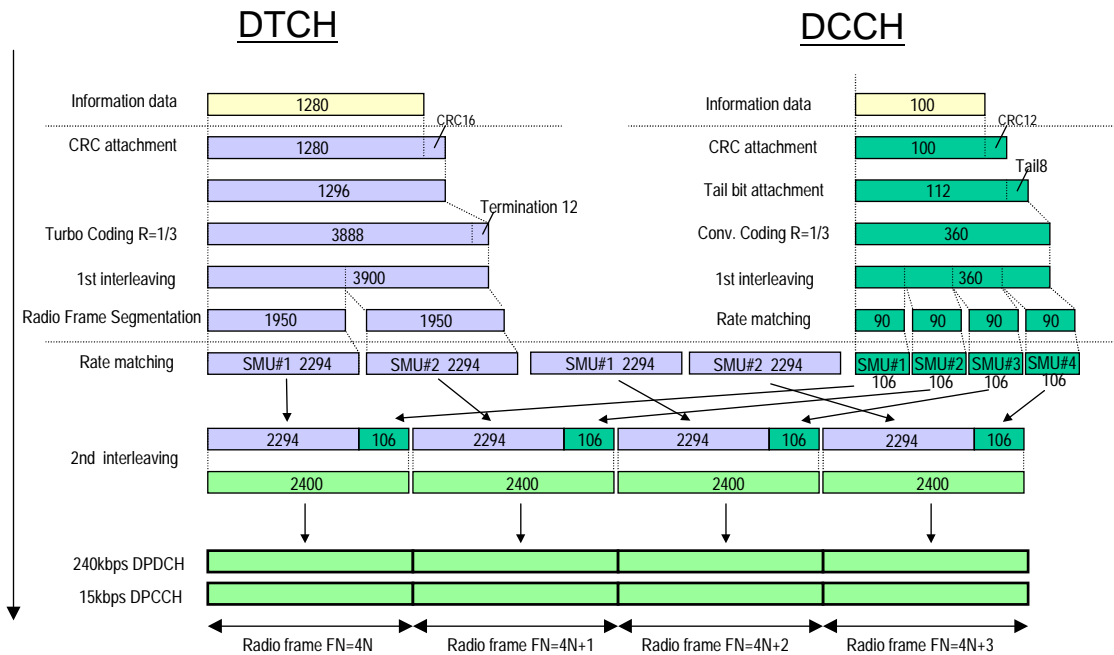 DTCH DCCH
Information data 1280 Information data 100
CRC16 CRC12
CRC attachment 1280 CRC attachment 100
Tail8
1296 Tail bit attachment 112
Termination 12
Turbo Coding R=1/3 3888 Conv. Coding R=1/3 360
1st interleaving 3900 1st interleaving 360
Radio Frame Segmentation 1950 1950 Rate matching 90 90 90 90
Rate matching SMU#1 2294 SMU#2 2294 SMU#1 2294 SMU#2 2294 SMU#1 SMU#2 SMU#3 SMU#4
106 106 106 106
2294 106 2294 106 2294 106 2294 106
2nd interleaving
2400 2400 2400 2400
240kbps DPDCH
15kbps DPCCH
Radio frame FN=4N Radio frame FN=4N+1 Radio frame FN=4N+2 Radio frame FN=4N+3